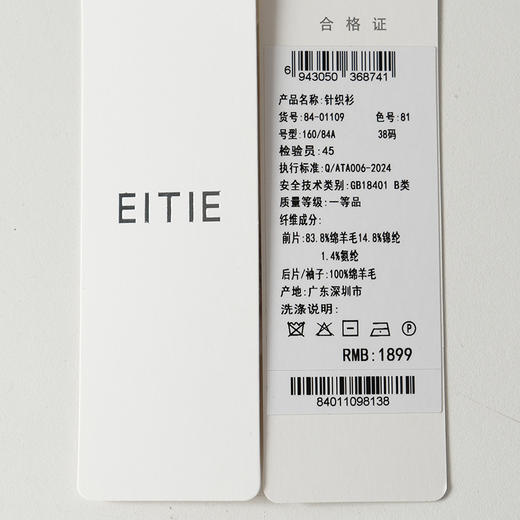 EITIE
合格证
6 943050 368741
产品名称:针织衫
货号:84-01109 色号:81
号型:160/84A 38码
检验员:45
执行标准:Q/ATA006-2024
安全技术类别:GB18401 B类
质量等级:一等品
纤维成分:
前片:83.8%绵羊毛14.8%锦纶
1.4%氨纶
后片/袖子:100%绵羊毛
产地:广东深圳市
洗涤说明:
P
RMB:1899
84011098138